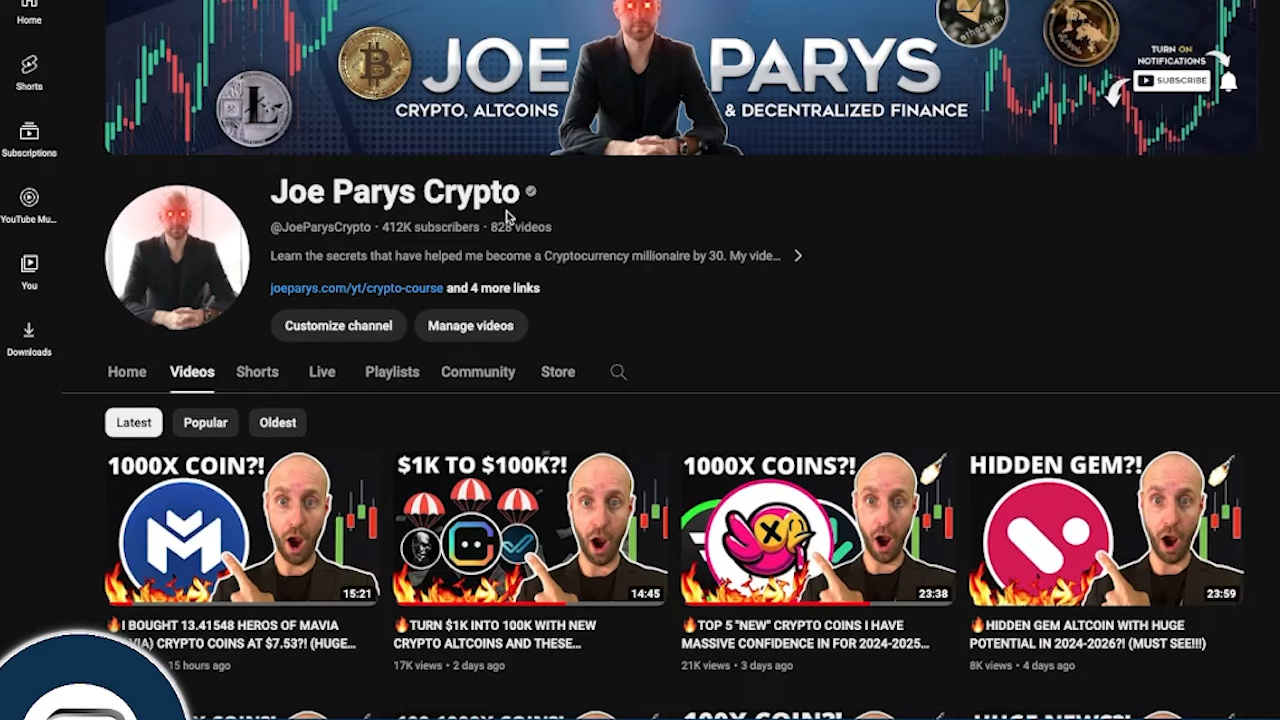 Home
Shorts
Subscriptions
YouTube Mu...
You
Downloads
JOE PARYS
CRYPTO, ALTCOINS & DECENTRALIZED FINANCE
ethereum
TURN ON
NOTIFICATIONS
SUBSCRIBE
Joe Parys Crypto
@JoeParysCrypto · 412K subscribers · 828 videos
Learn the secrets that have helped me become a Cryptocurrency millionaire by 30. My vide...
joeparys.com/yt/crypto-course and 4 more links
Customize channel
Manage videos
Home Videos Shorts Live Playlists Community Store
Latest Popular Oldest
1000X COIN?!
15:21
I BOUGHT 13.41548 HEROS OF MAVIA
CRYPTO COINS AT $7.53?! (HUGE...
15 hours ago
$1K TO $100K?!
14:45
TURN $1K INTO 100K WITH NEW
CRYPTO ALTCOINS AND THESE...
17K views · 2 days ago
1000X COINS?!
23:38
TOP 5 "NEW" CRYPTO COINS I HAVE
MASSIVE CONFIDENCE IN FOR 2024-2025...
21K views · 3 days ago
HIDDEN GEM?!
23:59
HIDDEN GEM ALTCOIN WITH HUGE
POTENTIAL IN 2024-2026?! (MUST SEE!!!)
8K views · 4 days ago